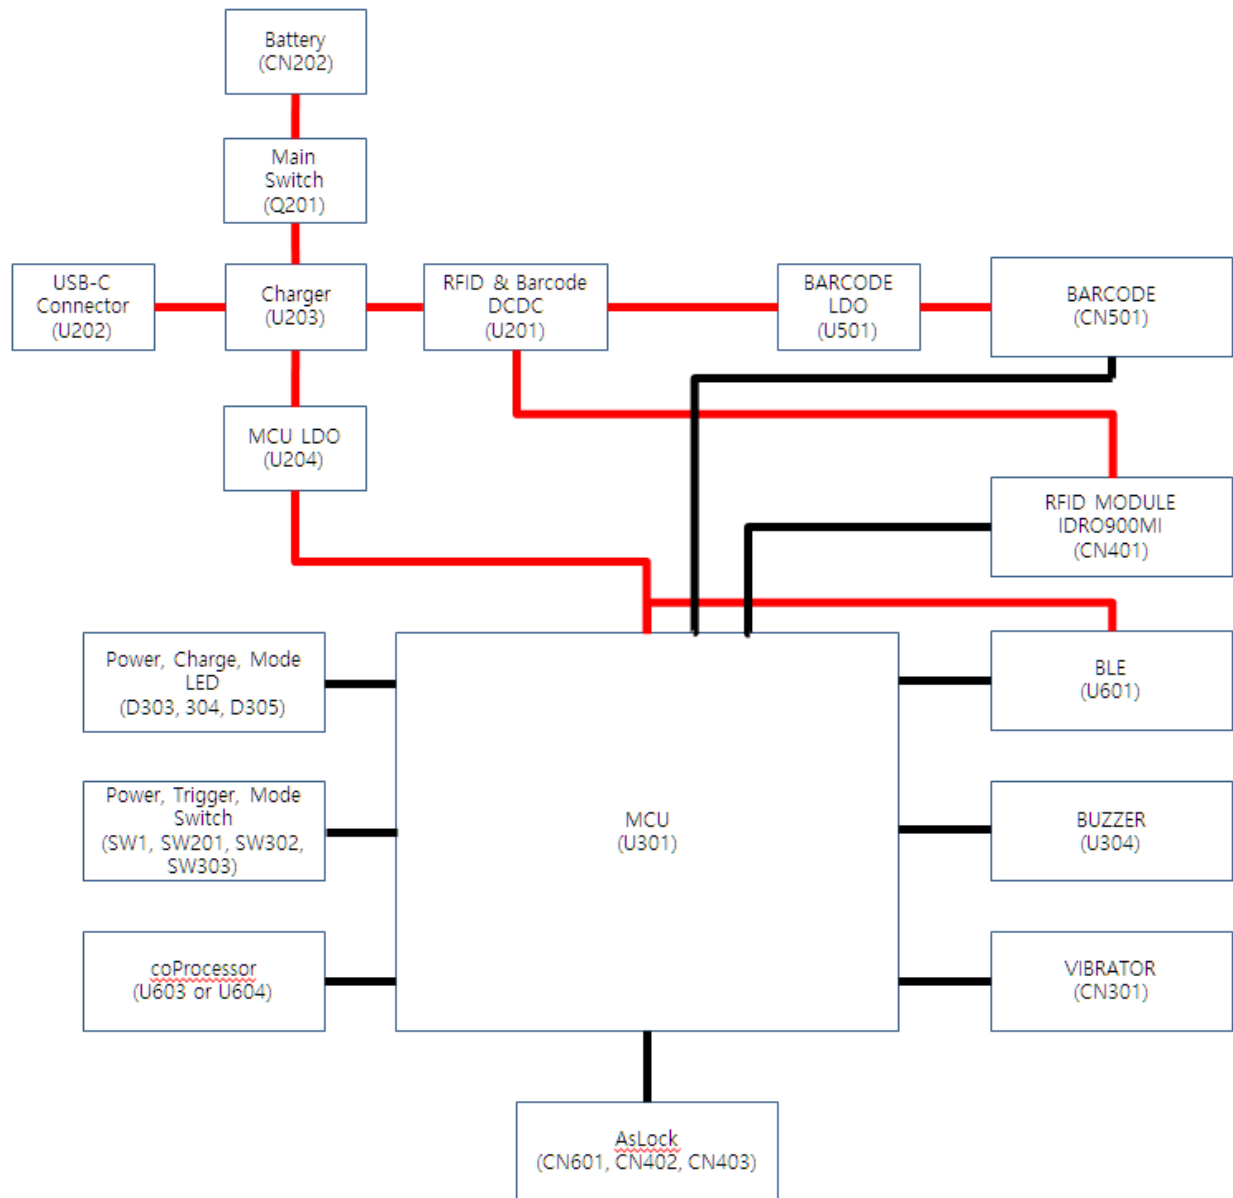 Battery
(CN202)
Main
Switch
(Q201)
USB-C
Connector
(U202)
Charger
(U203)
RFID & Barcode
DCDC
(U201)
BARCODE
LDO
(U501)
BARCODE
(CN501)
MCU LDO
(U204)
RFID MODULE
IDRO900MI
(CN401)
Power, Charge, Mode
LED
(D303, 304, D305)
BLE
(U601)
Power, Trigger, Mode
Switch
(SW1, SW201, SW302,
SW303)
MCU
(U301)
BUZZER
(U304)
coProcessor
(U603 or U604)
VIBRATOR
(CN301)
AsLock
(CN601, CN402, CN403)